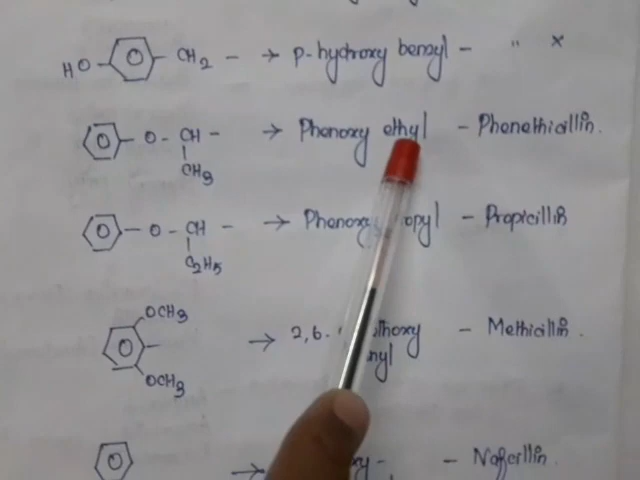 HO- -CH2 - → p-hydroxy benzyl - " x
-O-CH- → Phenoxy ethyl - Phenethicillin.
CH3
-O-CH- → Phenoxy - Propicillin
C2H5
OCH3
→ 2,6. - Methicillin.
OCH3
→ - Nafcillin.